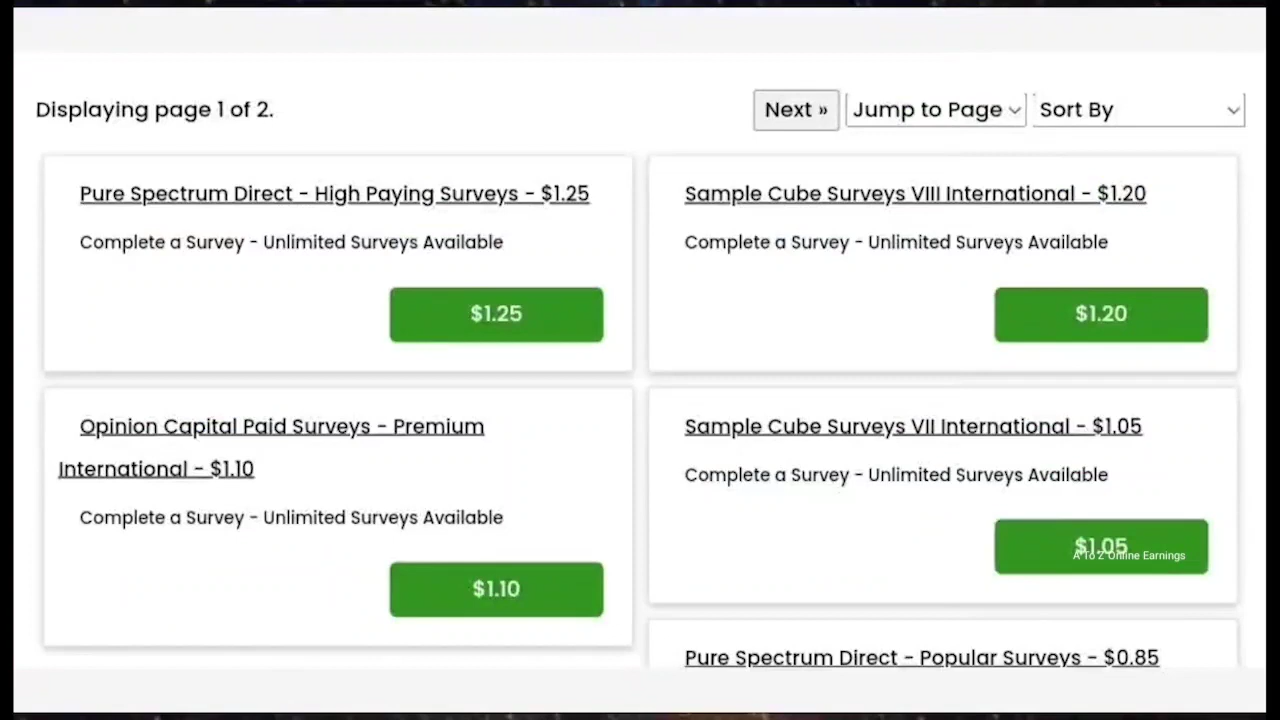 Displaying page 1 of 2.
Next »
Jump to Page
Sort By
Pure Spectrum Direct - High Paying Surveys - $1.25
Complete a Survey - Unlimited Surveys Available
$1.25
Sample Cube Surveys VIII International - $1.20
Complete a Survey - Unlimited Surveys Available
$1.20
Opinion Capital Paid Surveys - Premium
International - $1.10
Complete a Survey - Unlimited Surveys Available
$1.10
Sample Cube Surveys VII International - $1.05
Complete a Survey - Unlimited Surveys Available
$1.05
A To Z Online Earnings
Pure Spectrum Direct - Popular Surveys - $0.85